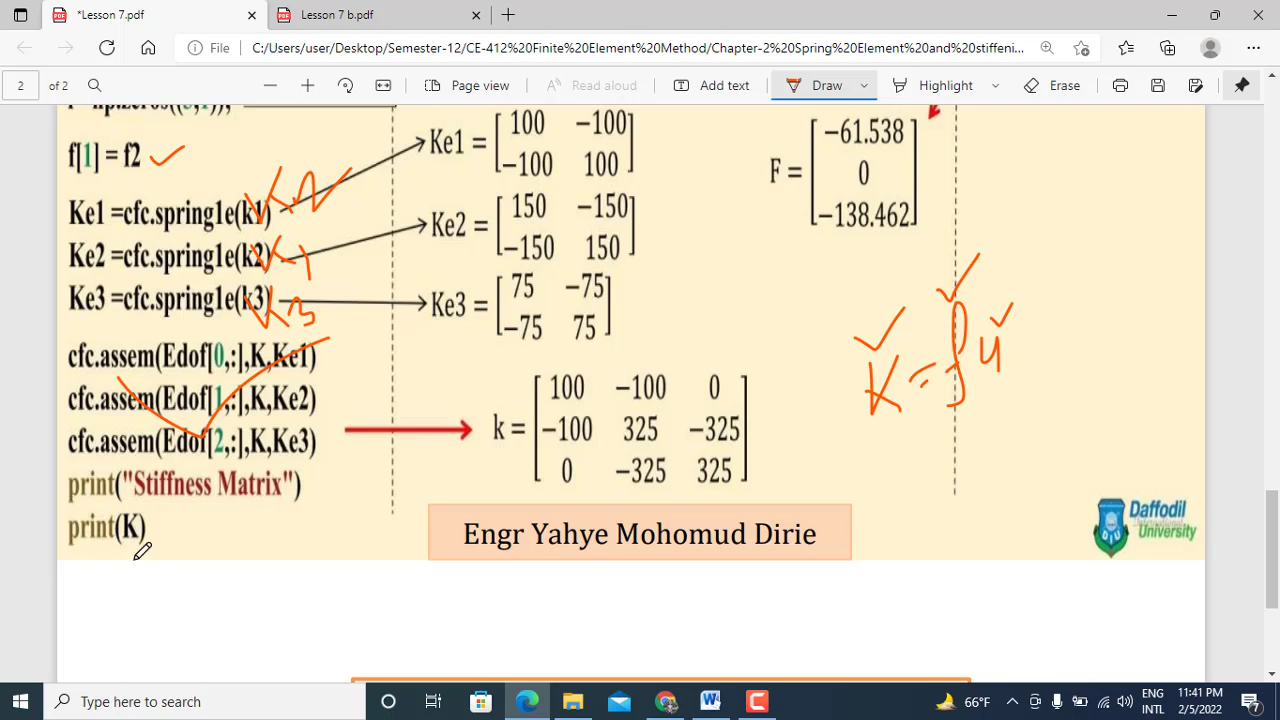 *Lesson 7.pdf
Lesson 7 b.pdf
File
C:/Users/user/Desktop/Semester-12/CE-412%20Finite%20Element%20Method/Chapter-2%20Spring%20Element%20and%20stiffeni...
2 of 2
Page view
Read aloud
Add text
Draw
Highlight
Erase
f[1] = f2
Ke1 =cfc.spring1e(k1)
Ke2 =cfc.spring1e(k2)
Ke3 =cfc.spring1e(k3)
K2
K1
K3
cfc.assem(Edof[0,:],K,Ke1)
cfc.assem(Edof[1,:],K,Ke2)
cfc.assem(Edof[2,:],K,Ke3)
print("Stiffness Matrix")
print(K)
Ke1 = [100 −100
−100 100]
Ke2 = [150 −150
−150 150]
Ke3 = [75 −75
−75 75]
k = [100 −100 0
−100 325 −325
0 −325 325]
F = [−61.538
0
−138.462]
K =
Engr Yahye Mohomud Dirie
Daffodil
University
Type here to search
66°F
ENG
INTL
11:41 PM
2/5/2022
7